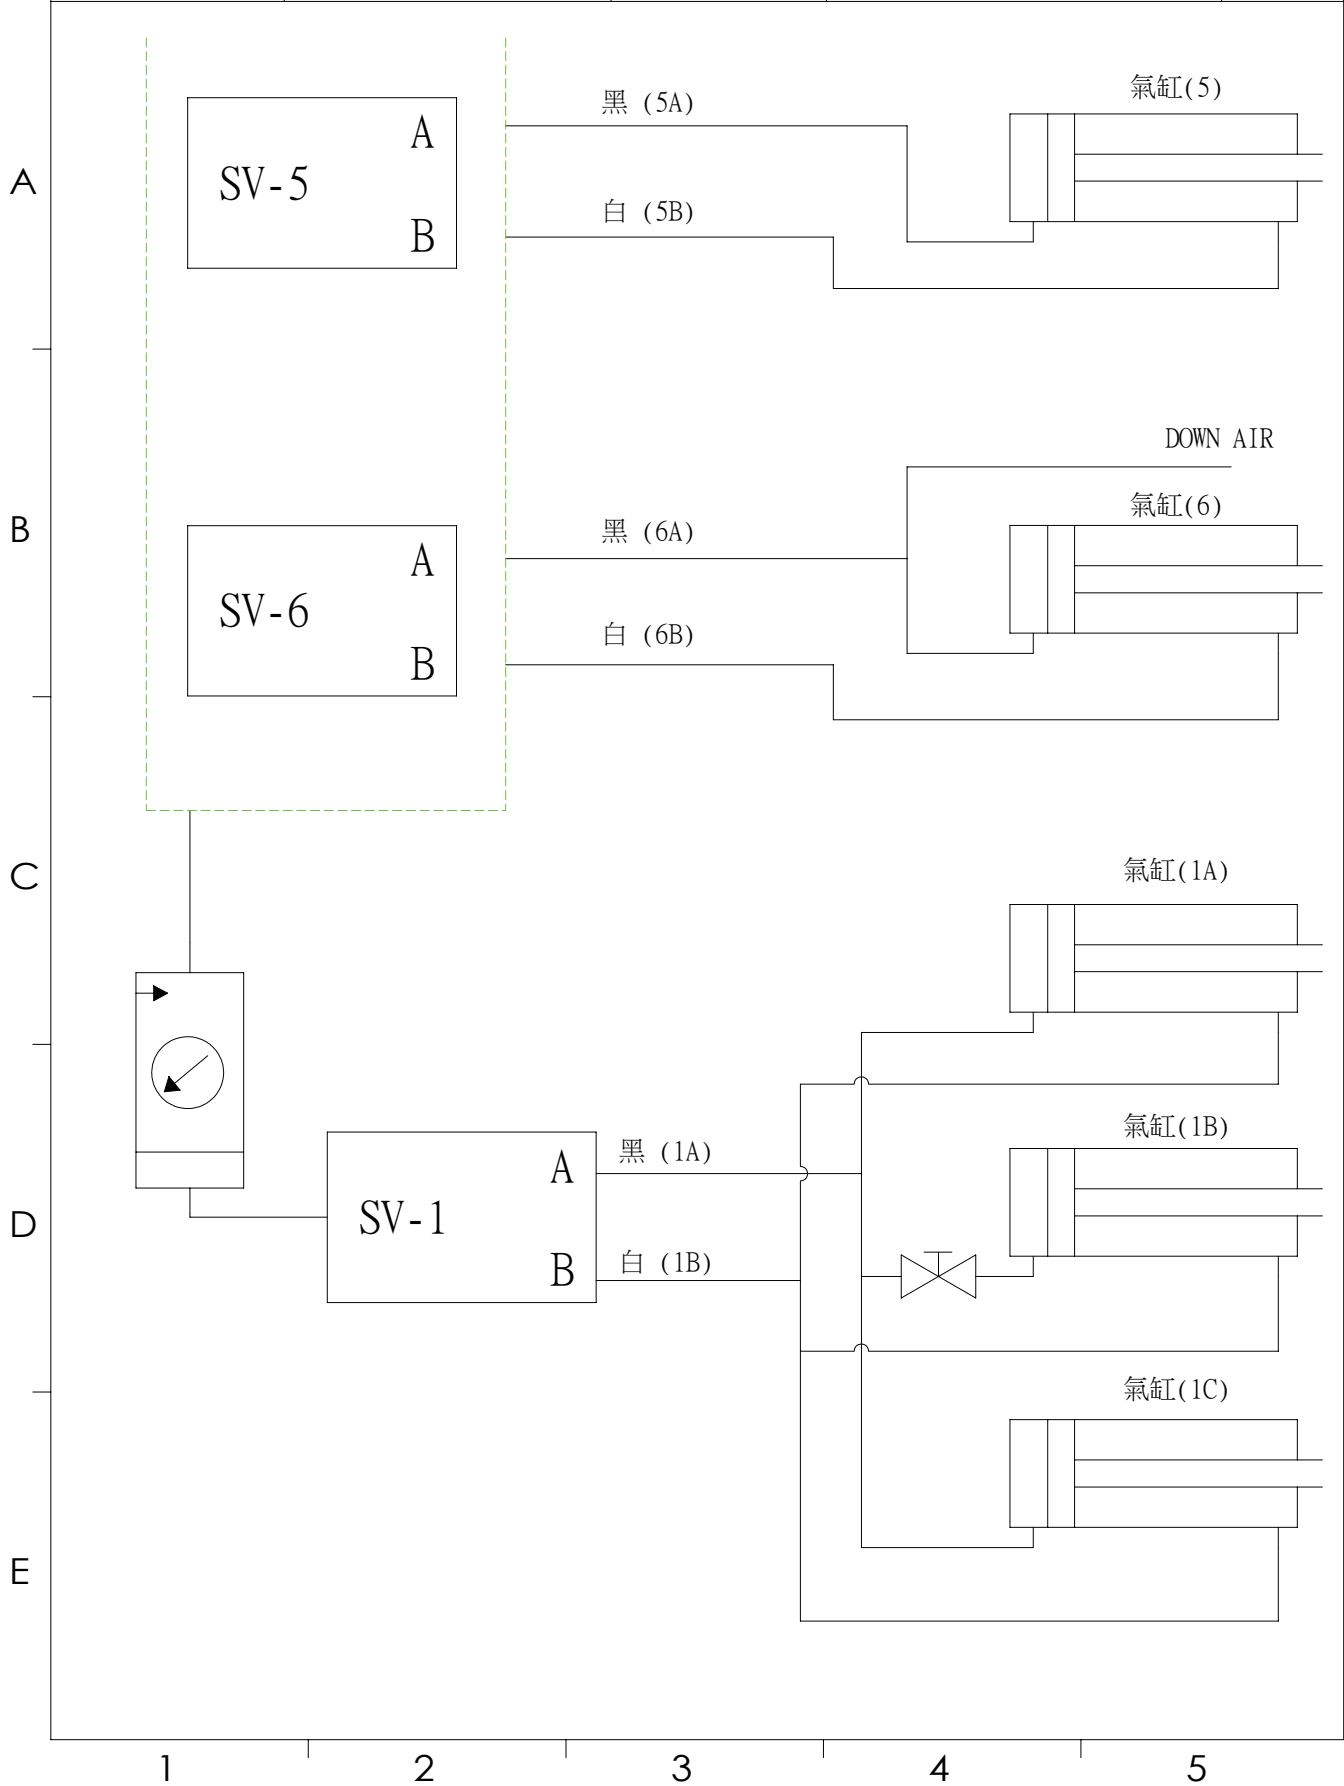 黑 (5A)
氣缸(5)
A
SV-5
A
B
白 (5B)
DOWN AIR
黑 (6A)
氣缸(6)
B
SV-6
A
B
白 (6B)
C
氣缸(1A)
黑 (1A)
氣缸(1B)
D
SV-1
A
B
白 (1B)
氣缸(1C)
E
1 2 3 4 5